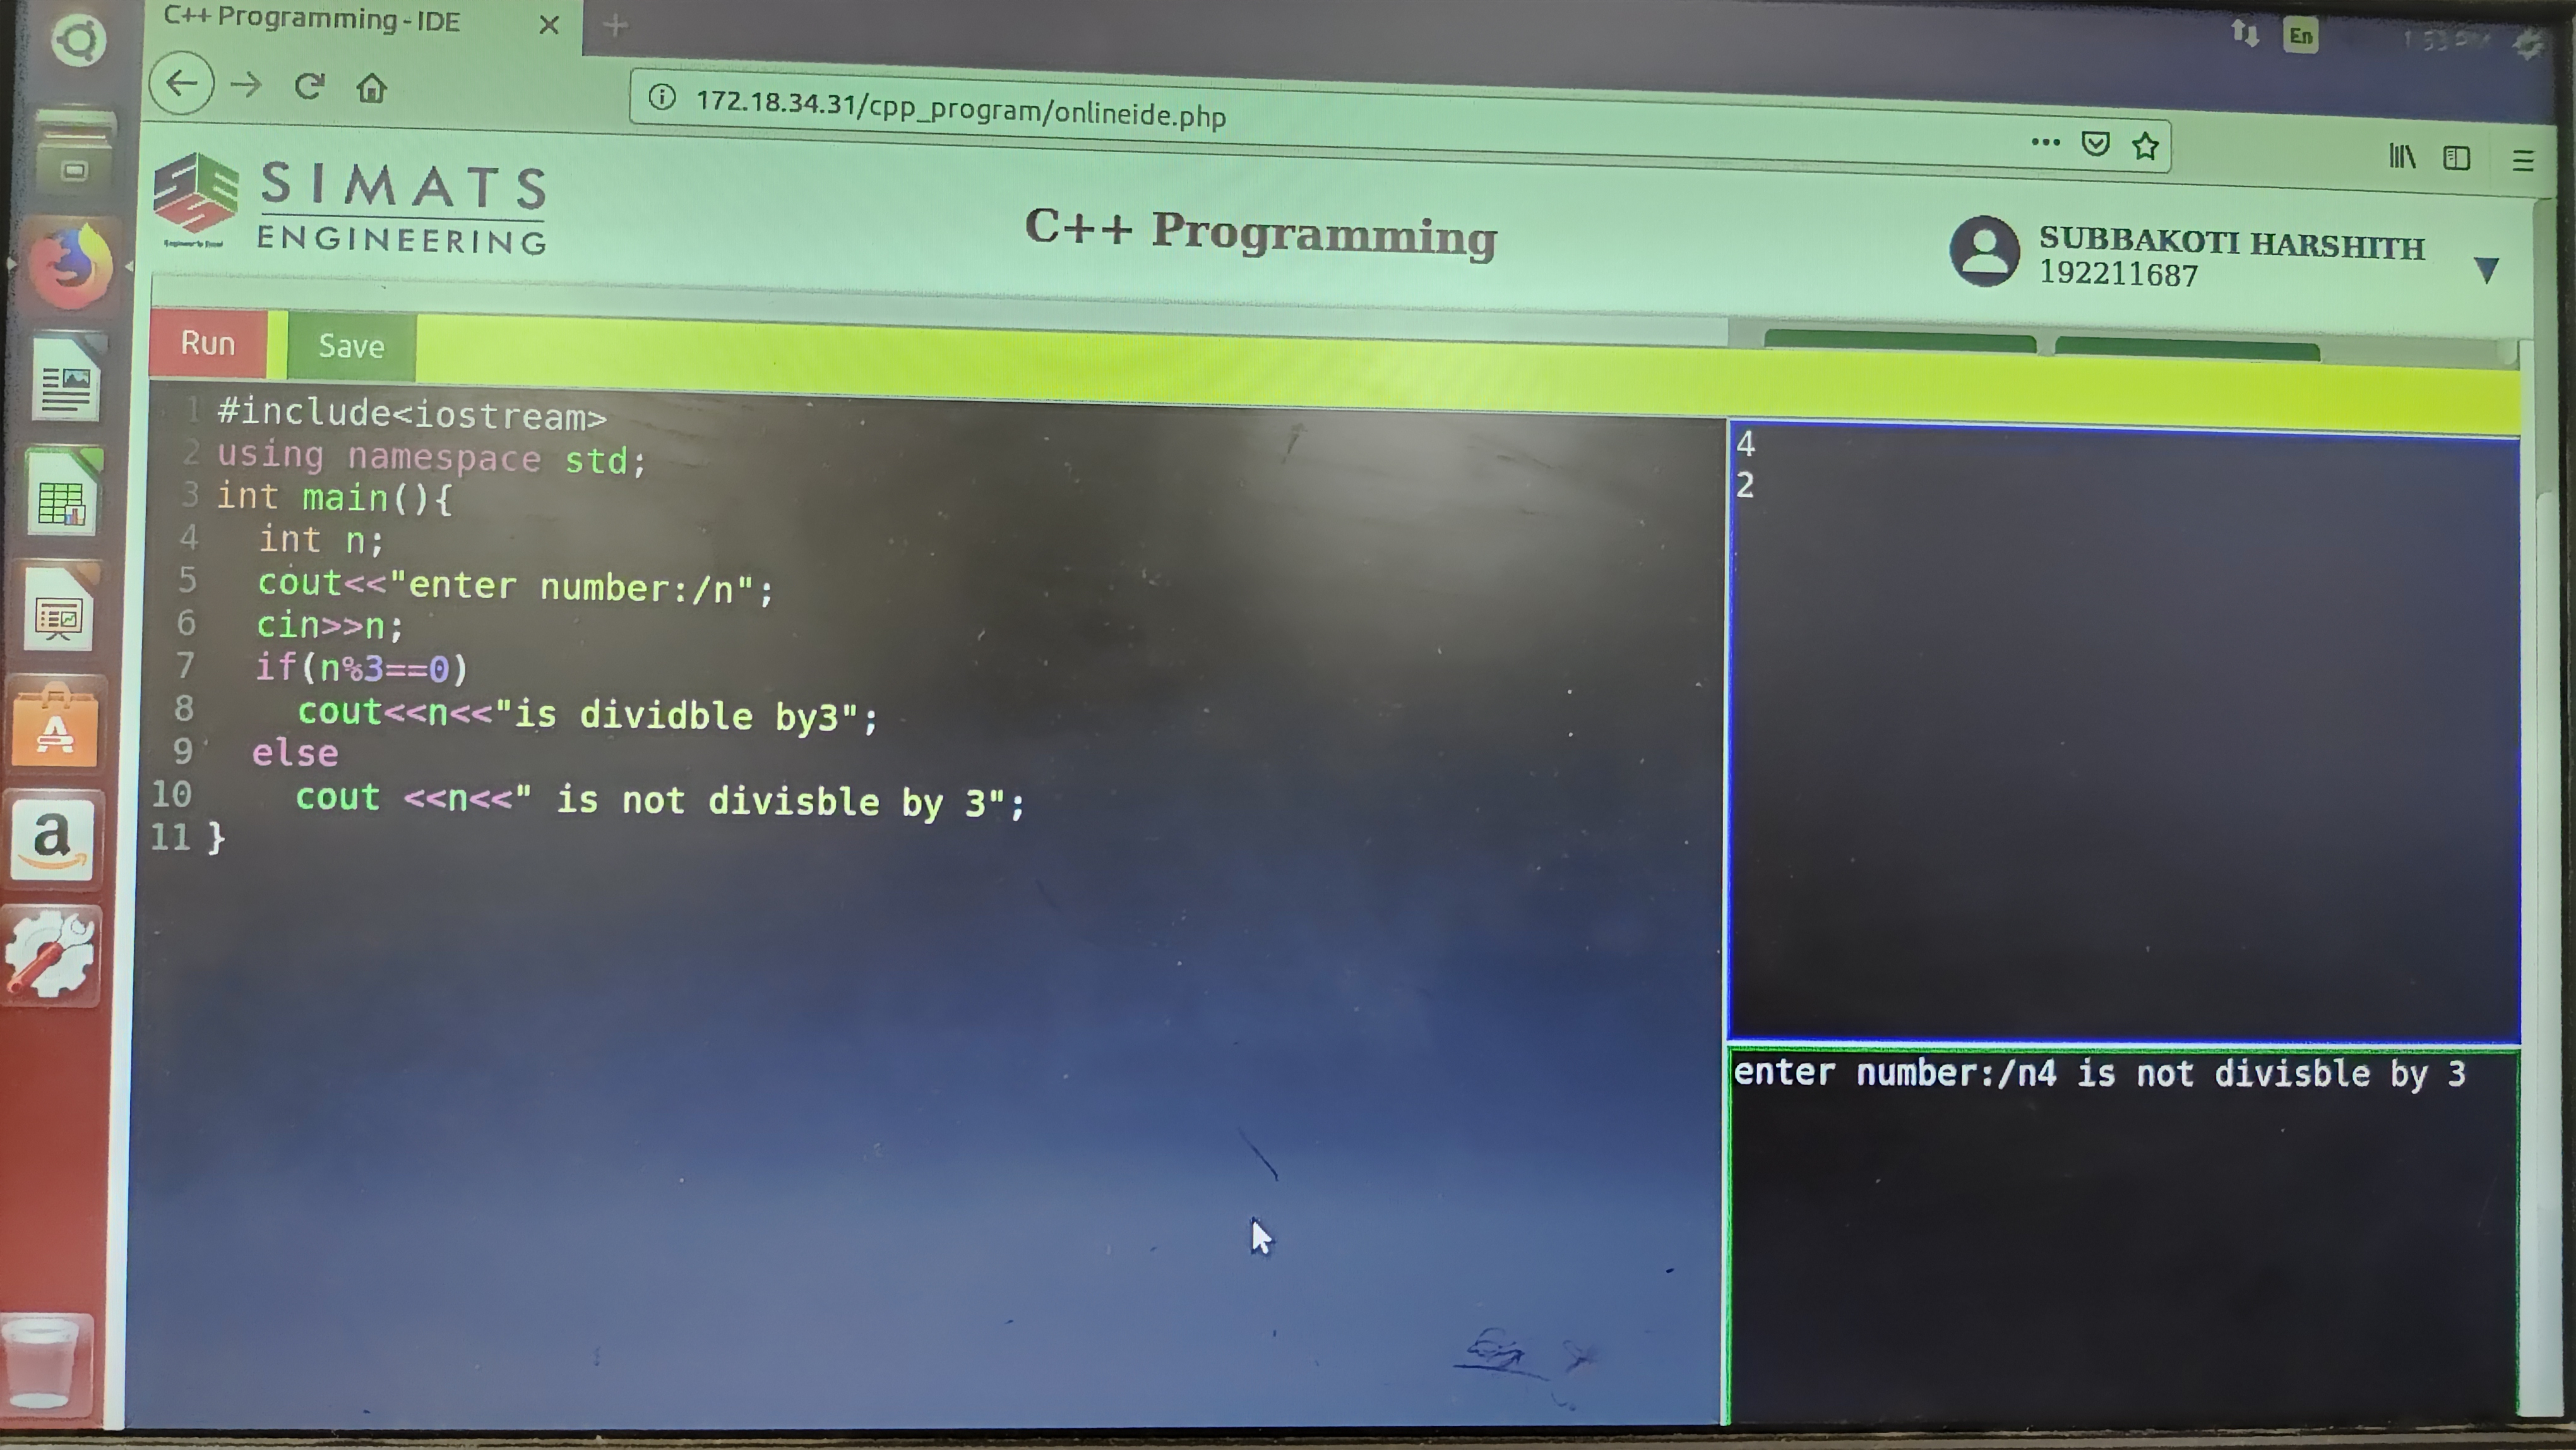 C++ Programming - IDE
En
172.18.34.31/cpp_program/onlineide.php
SIMATS
ENGINEERING
C++ Programming
SUBBAKOTI HARSHITH
192211687
Run
Save
1 #include<iostream>
2 using namespace std;
3 int main(){
4 int n;
5 cout<<"enter number:/n";
6 cin>>n;
7 if(n%3==0)
8 cout<<n<<"is dividble by3";
9 else
10 cout <<n<<" is not divisble by 3";
11 }
4
2
enter number:/n4 is not divisble by 3